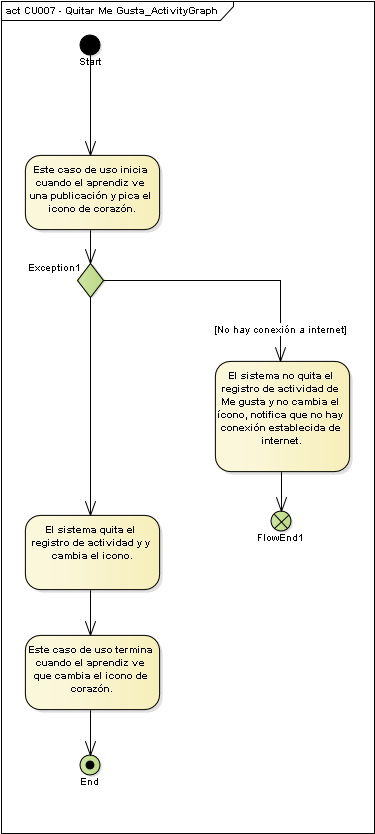 act CU007 - Quitar Me Gusta_ActivityGraph
Start
Este caso de uso inicia
cuando el aprendiz ve
una publicación y pica el
icono de corazón.
Exception1
[No hay conexión a internet]
El sistema no quita el
registro de actividad de
Me gusta y no cambia el
ícono, notifica que no hay
conexión establecida de
internet.
FlowEnd1
El sistema quita el
registro de actividad y y
cambia el icono.
Este caso de uso termina
cuando el aprendiz ve
que cambia el icono de
corazón.
End